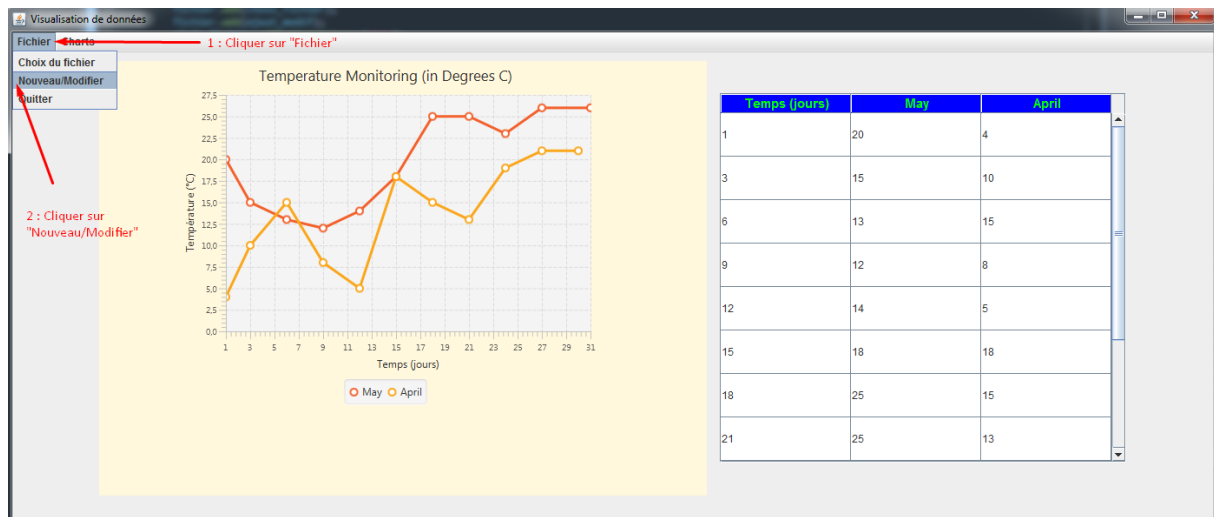 Visualisation de données
Fichier Charts
1 : Cliquer sur "Fichier"
Choix du fichier
Nouveau/Modifier
Quitter
2 : Cliquer sur
"Nouveau/Modifier"
Temperature Monitoring (in Degrees C)
Température (°C)
27,5
25,0
22,5
20,0
17,5
15,0
12,5
10,0
7,5
5,0
2,5
0,0
1 3 5 7 9 11 13 15 17 19 21 23 25 27 29 31
Temps (jours)
May April
Temps (jours) May April
1 20 4
3 15 10
6 13 15
9 12 8
12 14 5
15 18 18
18 25 15
21 25 13